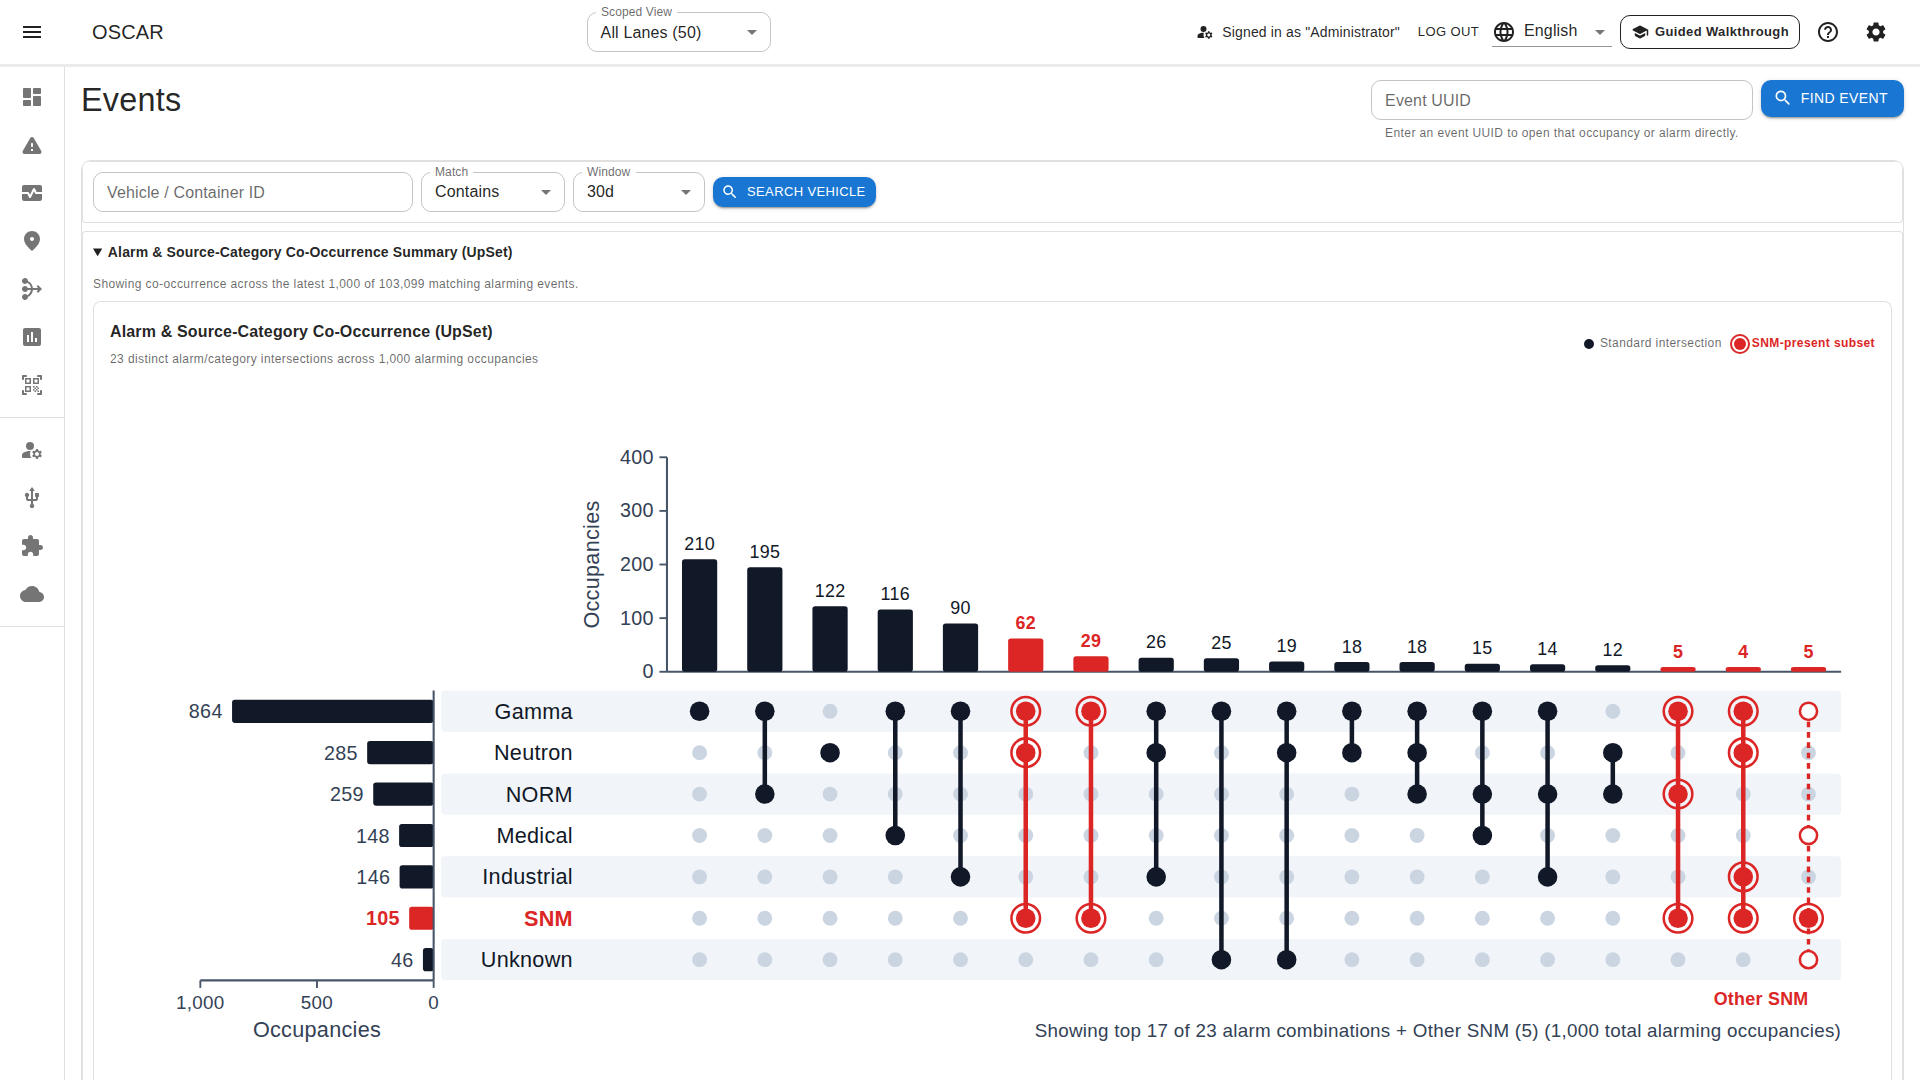 OSCAR
Scoped View
All Lanes (50)
Signed in as "Administrator"
LOG OUT
English
Guided Walkthrough
Events
Event UUID
FIND EVENT
Enter an event UUID to open that occupancy or alarm directly.
Vehicle / Container ID
Match
Contains
Window
30d
SEARCH VEHICLE
▼ Alarm & Source-Category Co-Occurrence Summary (UpSet)
Showing co-occurrence across the latest 1,000 of 103,099 matching alarming events.
Alarm & Source-Category Co-Occurrence (UpSet)
23 distinct alarm/category intersections across 1,000 alarming occupancies
Standard intersection
SNM-present subset
Occupancies
400
300
200
100
0
210
195
122
116
90
62
29
26
25
19
18
18
15
14
12
5
4
5
864
Gamma
285
Neutron
259
NORM
148
Medical
146
Industrial
105
SNM
46
Unknown
1,000
500
0
Occupancies
Other SNM
Showing top 17 of 23 alarm combinations + Other SNM (5) (1,000 total alarming occupancies)